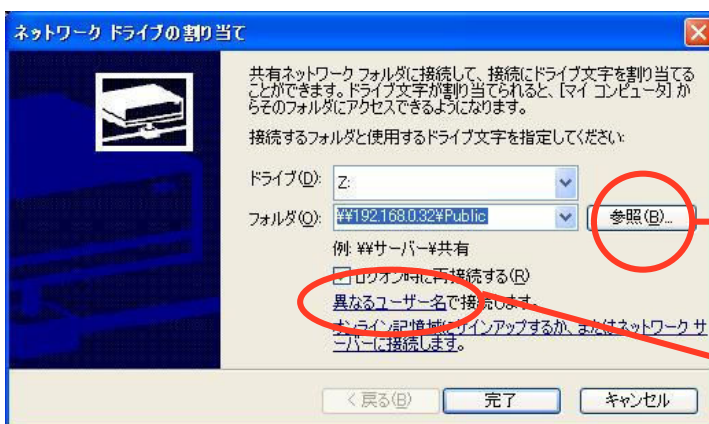 ネットワーク ドライブの割り当て
共有ネットワーク フォルダに接続して、接続にドライブ文字を割り当てる
ことができます。ドライブ文字が割り当てられると、[マイ コンピュータ] か
らそのフォルダにアクセスできるようになります。
接続するフォルダと使用するドライブ文字を指定してください:
ドライブ(D): Z:
フォルダ(O): ¥¥192.168.0.32¥Public 参照(B)...
例: ¥¥サーバー¥共有
ログオン時に再接続する(R)
異なるユーザー名で接続します。
オンライン記憶域にサインアップするか、またはネットワーク サ
ーバーに接続します。
< 戻る(B) 完了 キャンセル